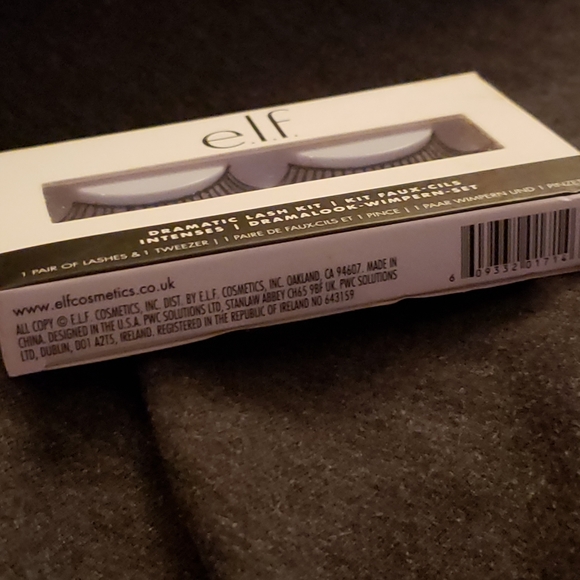 e.l.f.
DRAMATIC LASH KIT | KIT FAUX-CILS
INTENSES | DRAMALOOK-WIMPERN-SET
1 PAIR OF LASHES & 1 TWEEZER | 1 PAIRE DE FAUX-CILS ET 1 PINCE | 1 PAAR WIMPERN UND 1
www.elfcosmetics.co.uk
ALL COPY © E.L.F. COSMETICS, INC. DIST. BY E.L.F. COSMETICS, INC. OAKLAND, CA 94607. MADE IN
CHINA. DESIGNED IN THE U.S.A. PWC SOLUTIONS LTD, STANLAW ABBEY CH65 9BF UK. PWC SOLUTIONS
LTD, DUBLIN, D01 A2T5, IRELAND. REGISTERED IN THE REPUBLIC OF IRELAND NO 643159
6 09332 01714